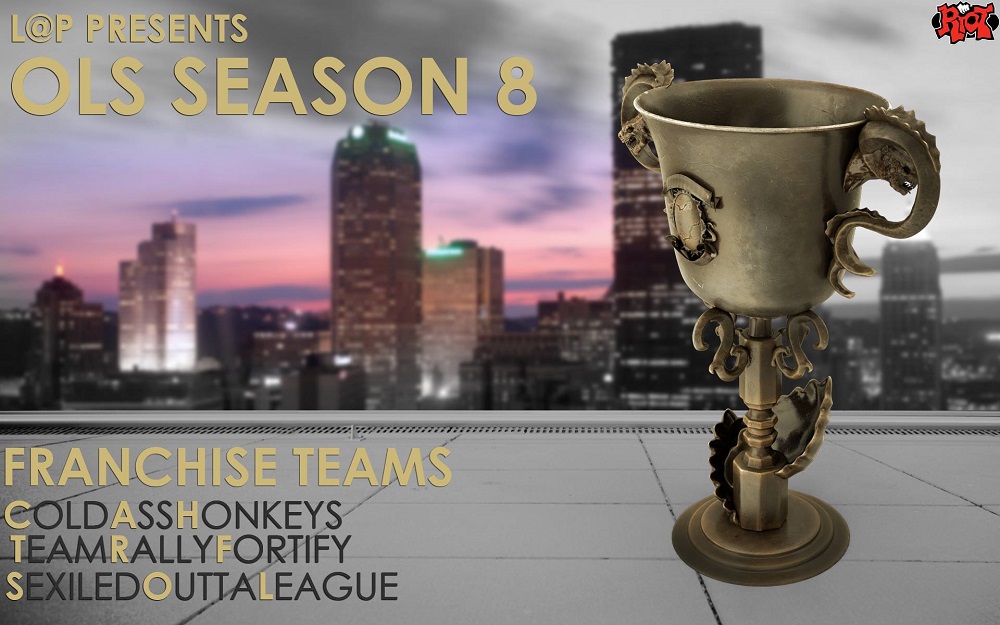 L@P PRESENTS
OLS SEASON 8
RIOT
FRANCHISE TEAMS
COLDASSHONKEYS
TEAMRALLYFORTIFY
SEXILEDOUTTALEAGUE